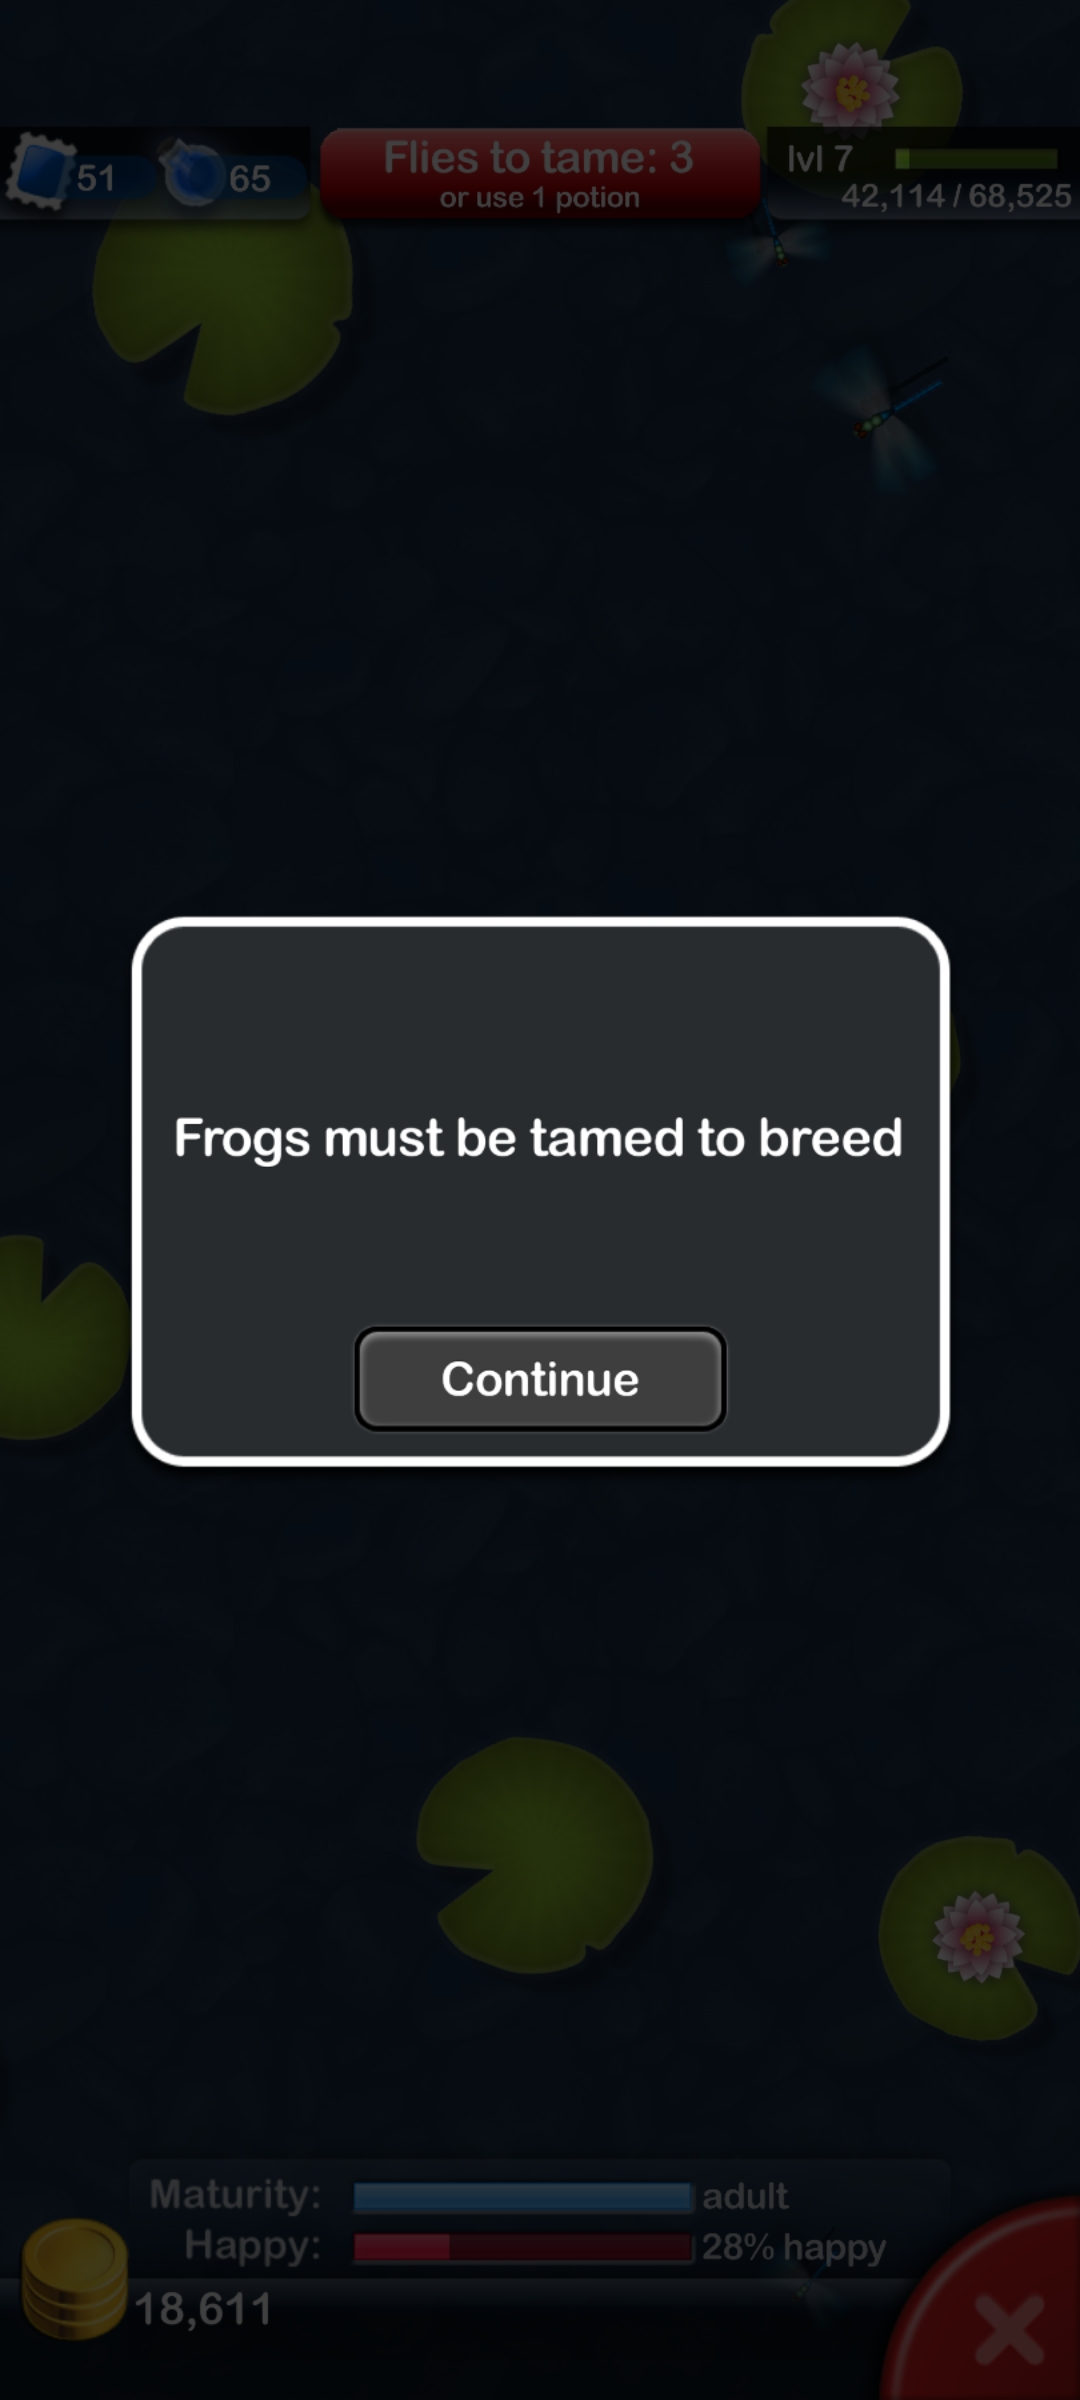 51
65
Flies to tame: 3
or use 1 potion
lvl 7
42,114 / 68,525
Frogs must be tamed to breed
Continue
Maturity: adult
Happy: 28% happy
18,611